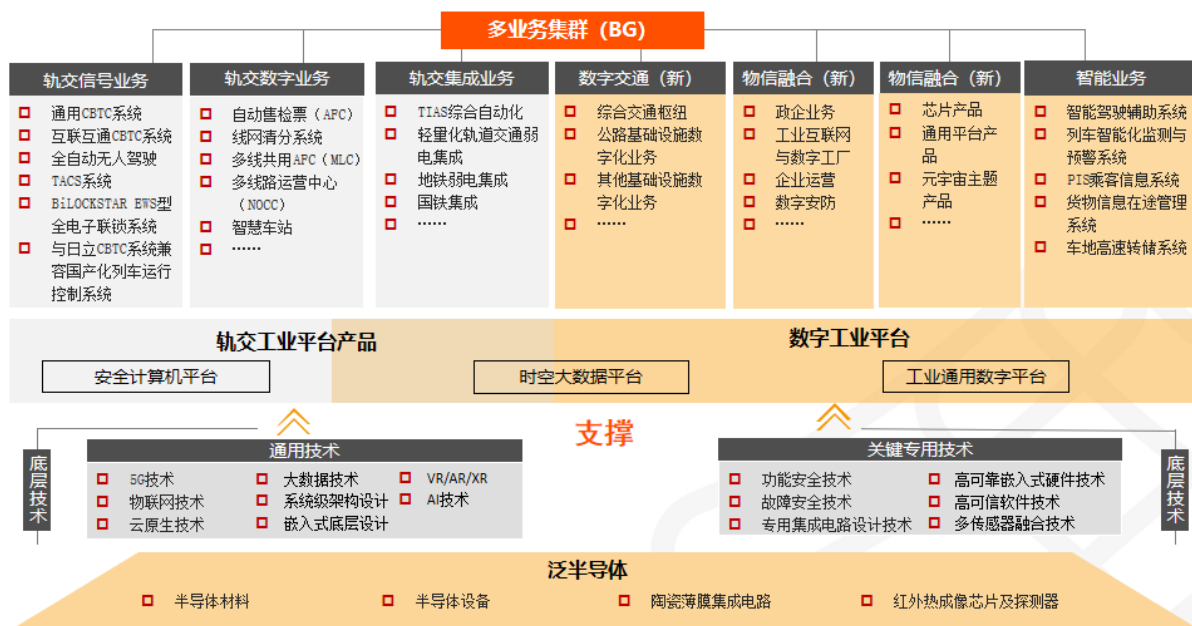 多业务集群（BG）
轨交信号业务
通用CBTC系统
互联互通CBTC系统
全自动无人驾驶
TACS系统
BiLOCKSTAR EWS型
全电子联锁系统
与日立CBTC系统兼
容国产化列车运行
控制系统
轨交数字业务
自动售检票（AFC）
线网清分系统
多线共用AFC（MLC）
多线路运营中心
（NOCC）
智慧车站
……
轨交集成业务
TIAS综合自动化
轻量化轨道交通弱
电集成
地铁弱电集成
国铁集成
……
数字交通（新）
综合交通枢纽
公路基础设施数
字化业务
其他基础设施数
字化业务
……
物信融合（新）
政企业务
工业互联网
与数字工厂
企业运营
数字安防
……
物信融合（新）
芯片产品
通用平台产
品
元宇宙主题
产品
……
智能业务
智能驾驶辅助系统
列车智能化监测与
预警系统
PIS乘客信息系统
货物信息在途管理
系统
车地高速转储系统
轨交工业平台产品
数字工业平台
安全计算机平台
时空大数据平台
工业通用数字平台
支撑
底层技术
通用技术
5G技术
物联网技术
云原生技术
大数据技术
系统级架构设计
嵌入式底层设计
VR/AR/XR
AI技术
关键专用技术
功能安全技术
故障安全技术
专用集成电路设计技术
高可靠嵌入式硬件技术
高可信软件技术
多传感器融合技术
底层技术
泛半导体
半导体材料
半导体设备
陶瓷薄膜集成电路
红外热成像芯片及探测器